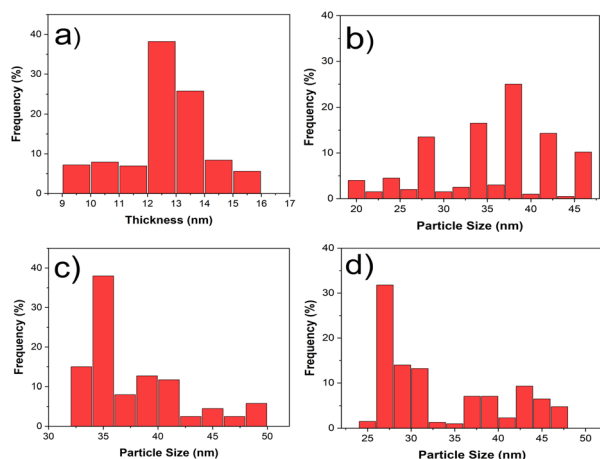 a)
Frequency (%)
40
30
20
10
0
9 10 11 12 13 14 15 16 17
Thickness (nm)
b)
Frequency (%)
40
30
20
10
0
20 25 30 35 40 45
Particle Size (nm)
c)
Frequency (%)
40
30
20
10
0
30 35 40 45 50
Particle Size (nm)
d)
Frequency (%)
40
30
20
10
0
25 30 35 40 45 50
Particle Size (nm)